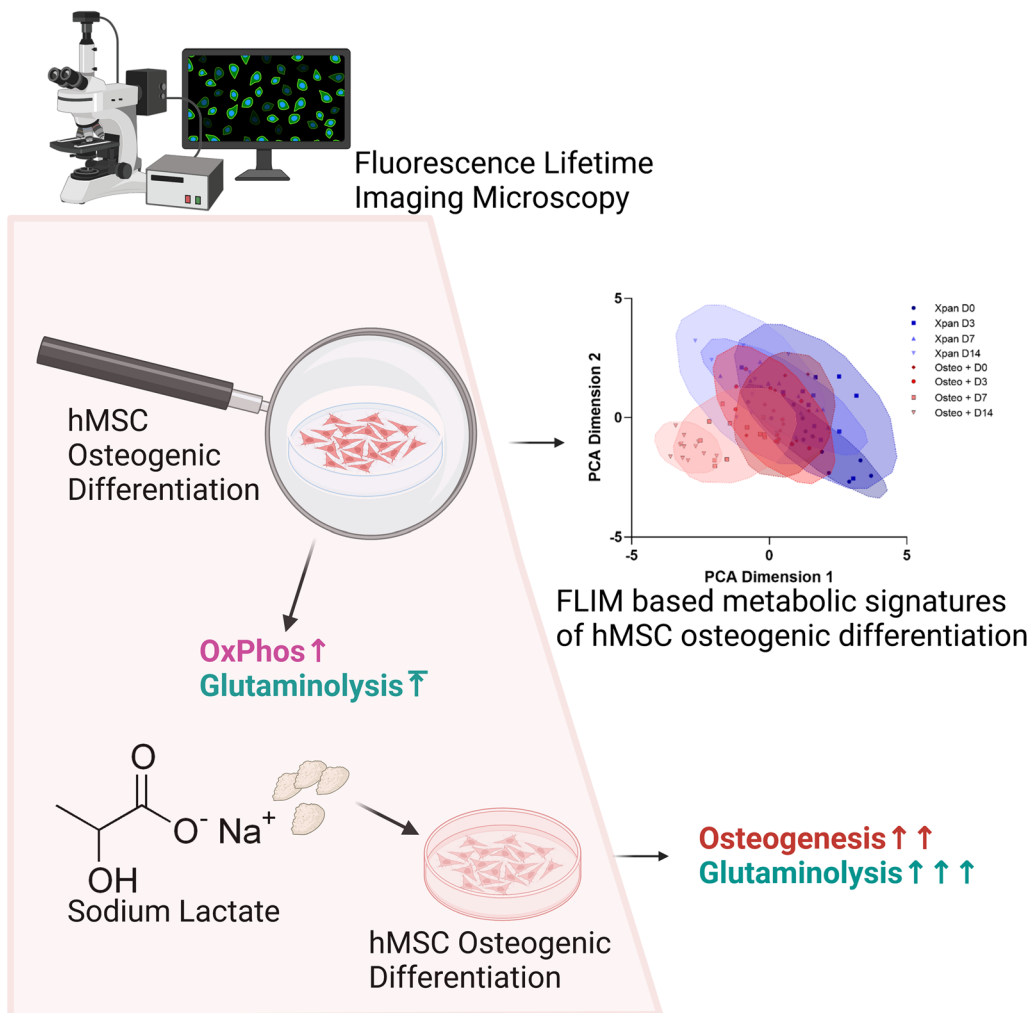 Fluorescence Lifetime
Imaging Microscopy
hMSC
Osteogenic
Differentiation
5
0
-5
-5
0
5
PCA Dimension 2
PCA Dimension 1
Xpan D0
Xpan D3
Xpan D7
Xpan D14
Osteo + D0
Osteo + D3
Osteo + D7
Osteo + D14
FLIM based metabolic signatures
of hMSC osteogenic differentiation
OxPhos↑
Glutaminolysis↑
O
O⁻ Na⁺
OH
Sodium Lactate
hMSC Osteogenic
Differentiation
Osteogenesis↑↑
Glutaminolysis↑↑↑